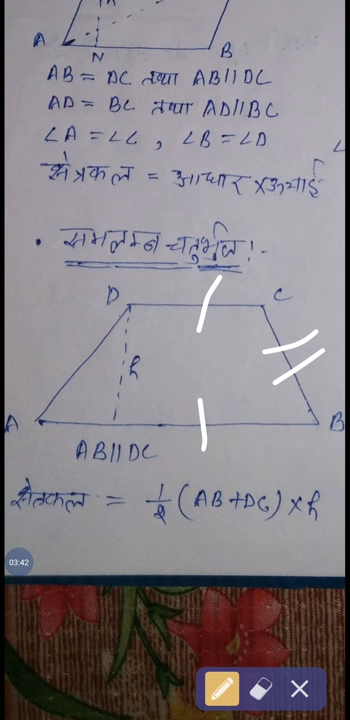 M
A
N
B
AB = DC तथा AB||DC
AD = BC तथा AD||BC
∠A = ∠C , ∠B = ∠D
∠
क्षेत्रफल = आधार × ऊंचाई
• समलम्ब चतुर्भुज :-
D
C
h
A
B
AB||DC
क्षेत्रफल = 1/2 (AB+DC) × h
03:42